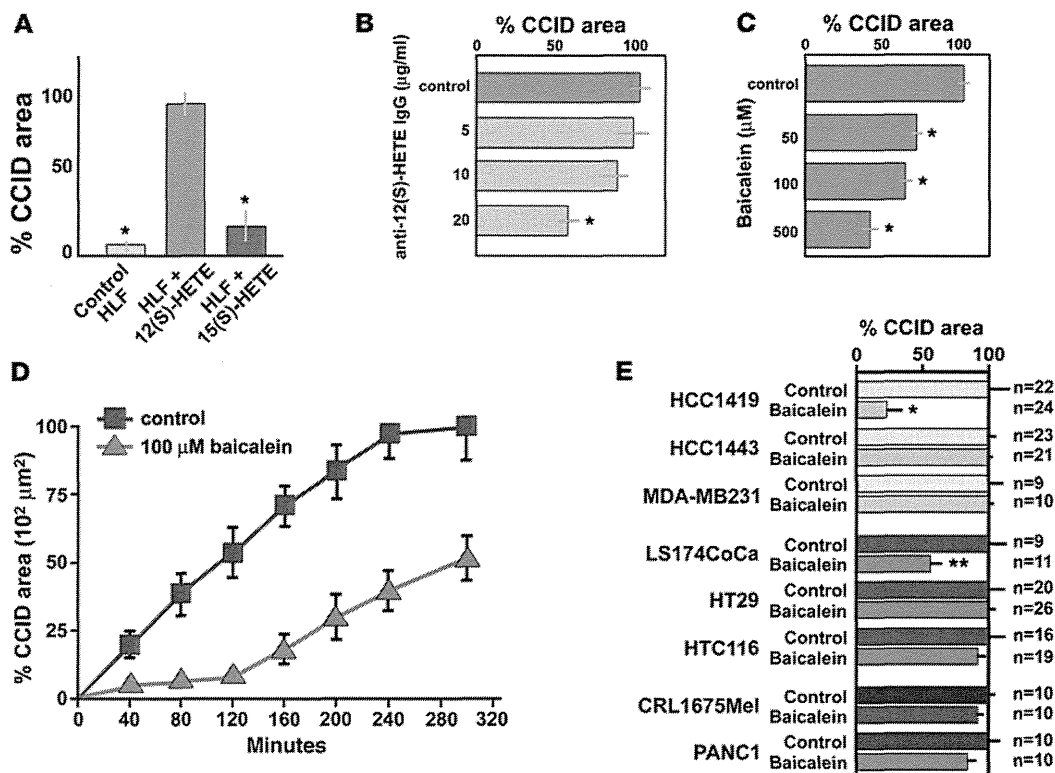 A
% CCID area
100
50
0
*
*
Control
HLF
HLF +
12(S)-HETE
HLF +
15(S)-HETE
B
% CCID area
0
50
100
anti-12(S)-HETE IgG (μg/ml)
control
5
10
20
*
C
% CCID area
0
50
100
Baicalein (μM)
control
50
*
100
*
500
*
D
control
100 μM baicalein
% CCID area (10² μm²)
100
75
50
25
0
0
40
80
120
160
200
240
280
320
Minutes
E
% CCID area
0
50
100
HCC1419
Control
n=22
Baicalein
*
n=24
HCC1443
Control
n=23
Baicalein
n=21
MDA-MB231
Control
n=9
Baicalein
n=10
LS174CoCa
Control
n=9
Baicalein
**
n=11
HT29
Control
n=20
Baicalein
n=26
HTC116
Control
n=16
Baicalein
n=19
CRL1675Mel
Control
n=10
Baicalein
n=10
PANC1
Control
n=10
Baicalein
n=10